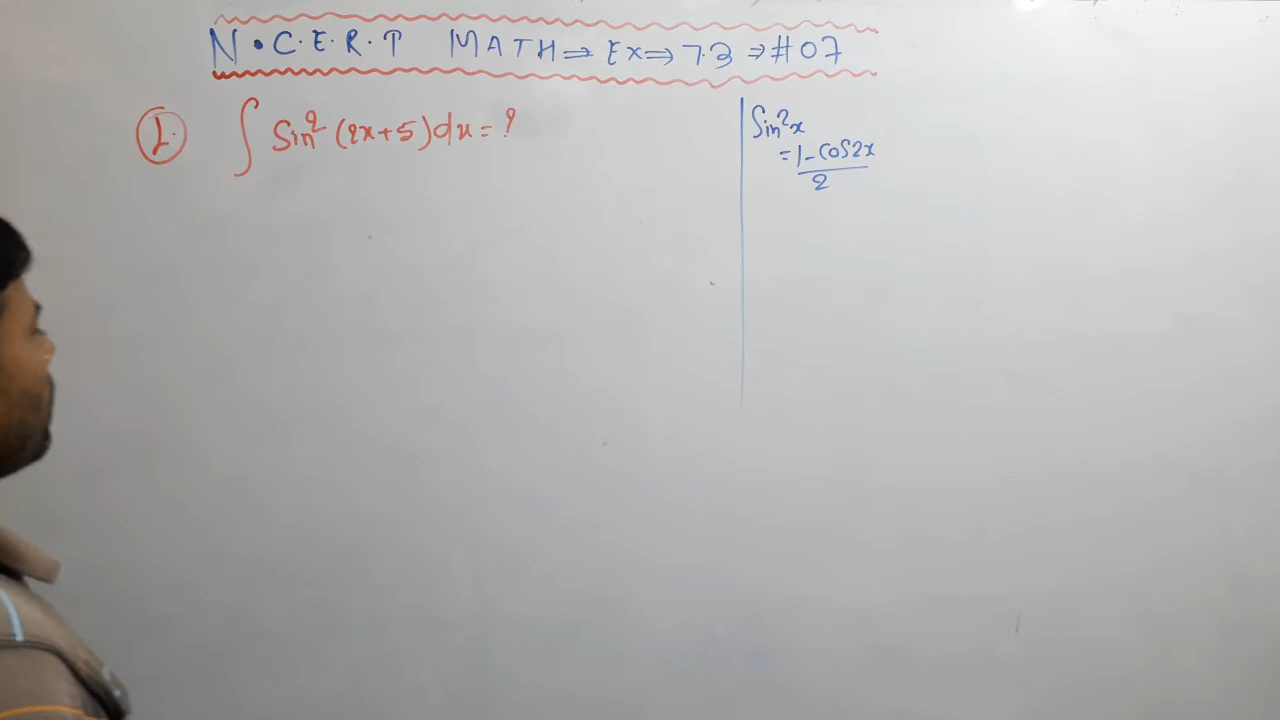 N•C.E.R.T MATH⇒ EX⇒ 7.3 ⇒#07
1. ∫ Sin² (2x+5)dx = ?
Sin²x
= 1-COS2x
2